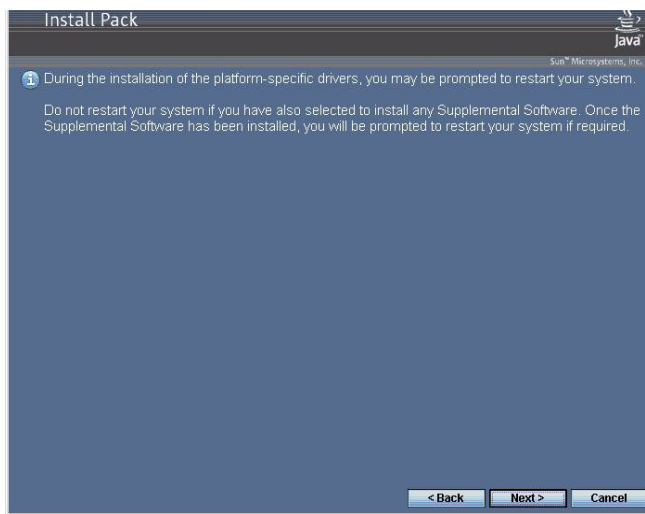 Install Pack
Java™
Sun™ Microsystems, Inc.
During the installation of the platform-specific drivers, you may be prompted to restart your system.
Do not restart your system if you have also selected to install any Supplemental Software. Once the
Supplemental Software has been installed, you will be prompted to restart your system if required.
< Back Next > Cancel